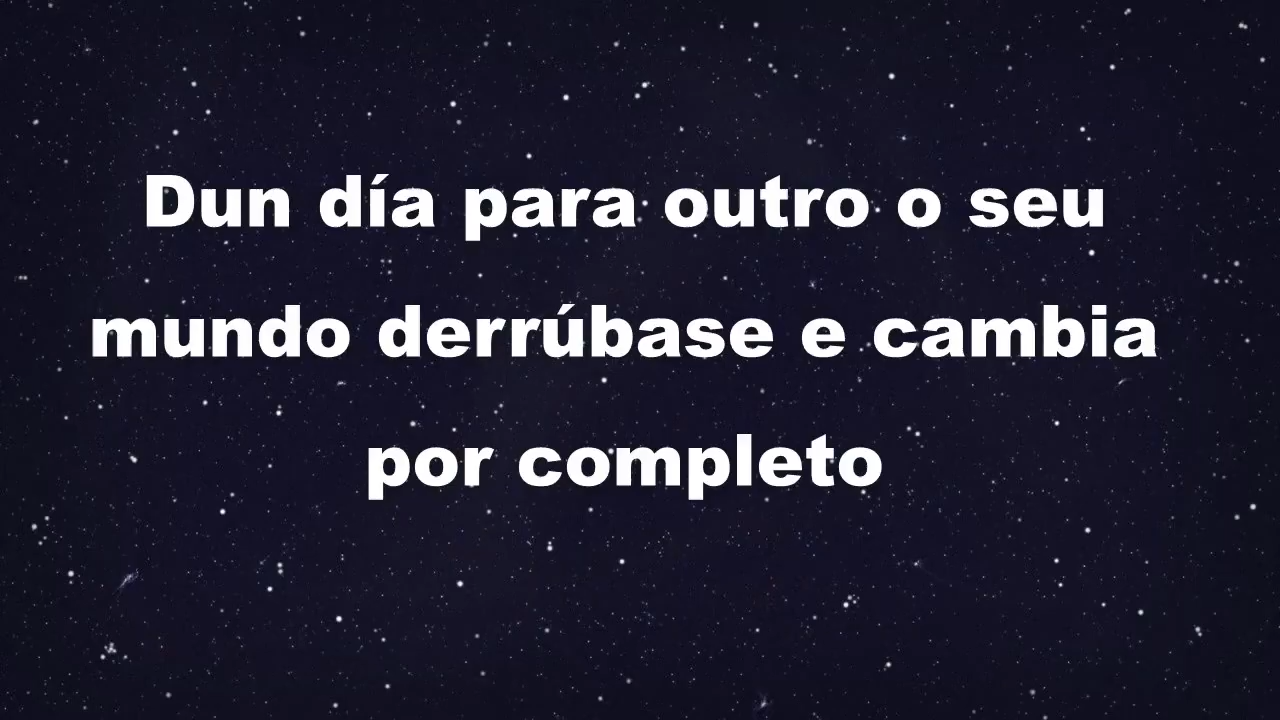 Dun día para outro o seu
mundo derrúbase e cambia
por completo